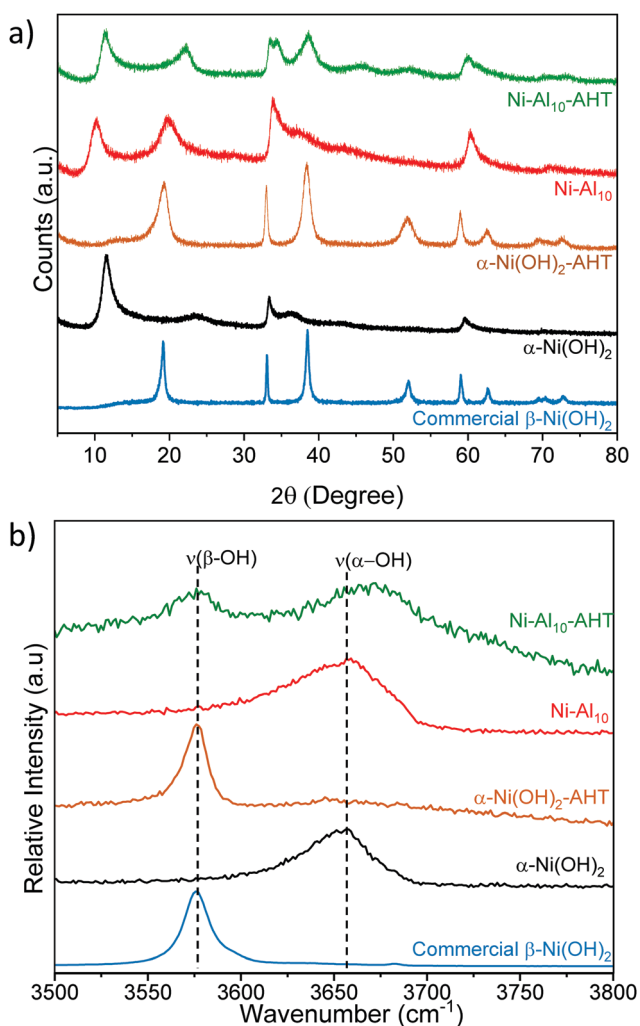 a)
Counts (a.u.)
Ni-Al₁₀-AHT
Ni-Al₁₀
α-Ni(OH)₂-AHT
α-Ni(OH)₂
Commercial β-Ni(OH)₂
10 20 30 40 50 60 70 80
2θ (Degree)
b)
Relative Intensity (a.u)
ν(β-OH) ν(α–OH)
Ni-Al₁₀-AHT
Ni-Al₁₀
α-Ni(OH)₂-AHT
α-Ni(OH)₂
Commercial β-Ni(OH)₂
3500 3550 3600 3650 3700 3750 3800
Wavenumber (cm⁻¹)